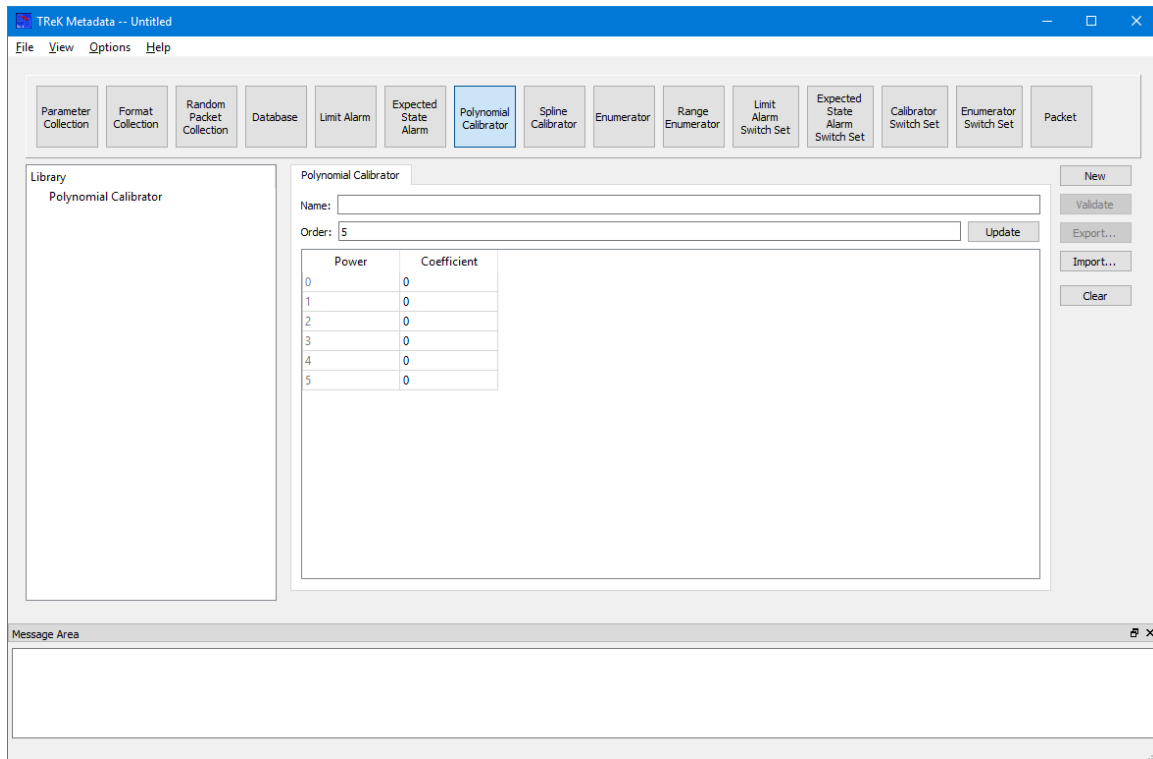 TReK Metadata -- Untitled
File View Options Help
Parameter Collection
Format Collection
Random Packet Collection
Database
Limit Alarm
Expected State Alarm
Polynomial Calibrator
Spline Calibrator
Enumerator
Range Enumerator
Limit Alarm Switch Set
Expected State Alarm Switch Set
Calibrator Switch Set
Enumerator Switch Set
Packet
Library
Polynomial Calibrator
Polynomial Calibrator
Name:
Order: 5 Update
Power Coefficient
0 0
1 0
2 0
3 0
4 0
5 0
New
Validate
Export...
Import...
Clear
Message Area